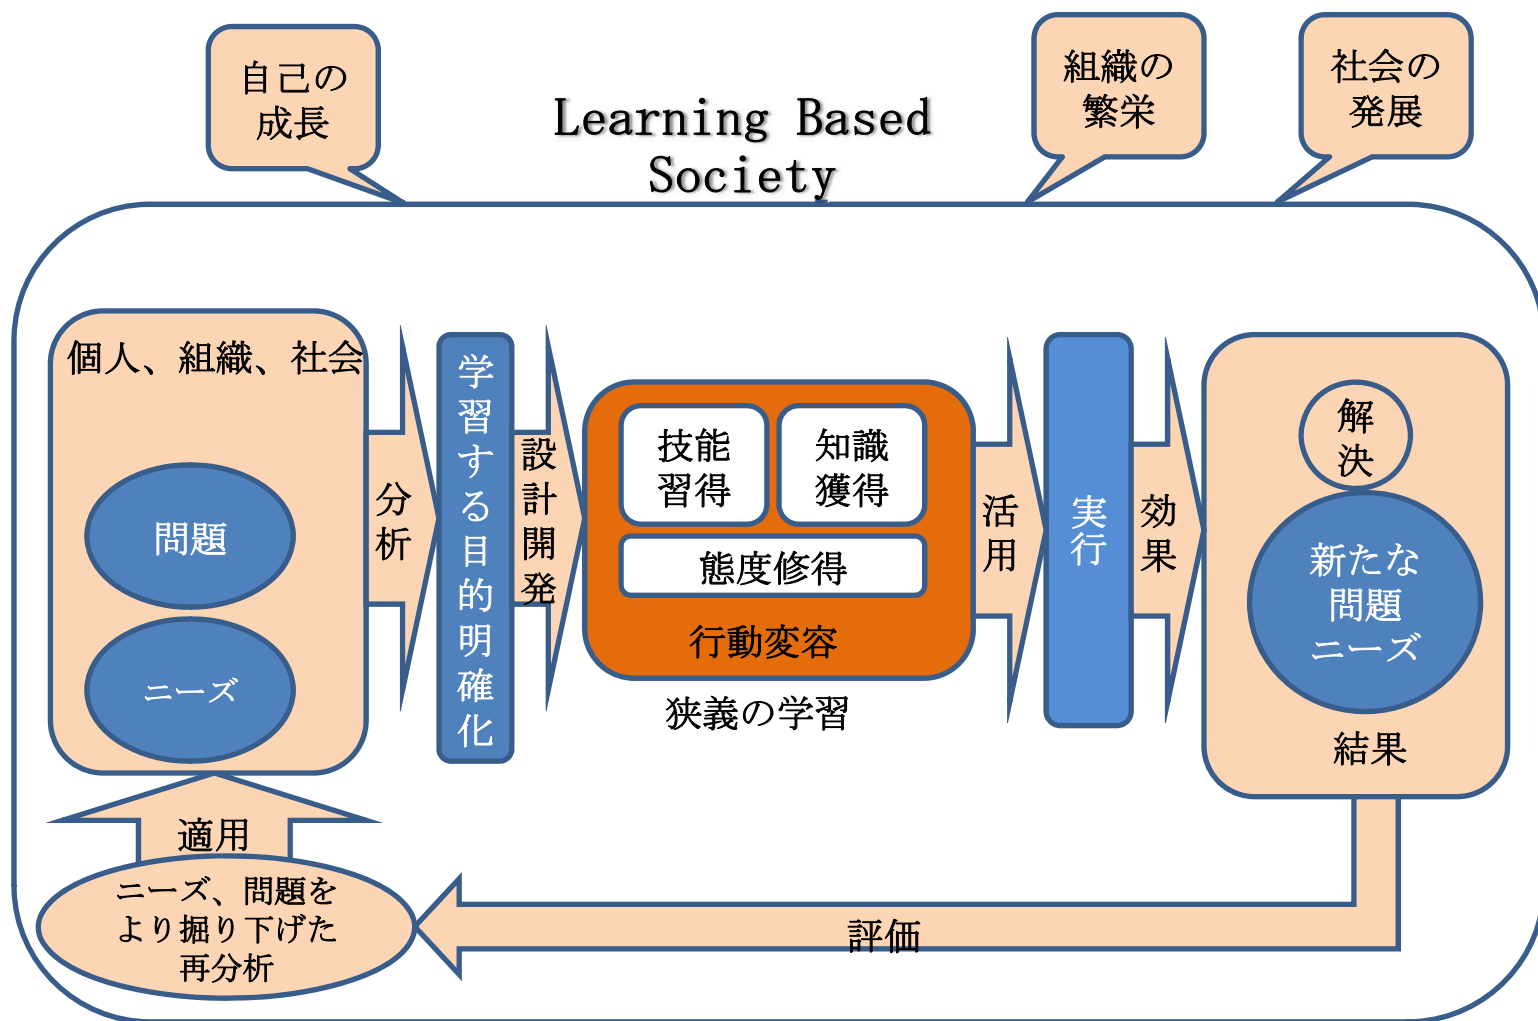 自己の
成長
Learning Based
Society
組織の
繁栄
社会の
発展
個人、組織、社会
問題
ニーズ
分析
学習する目的明確化
設計開発
技能
習得
知識
獲得
態度修得
行動変容
狭義の学習
活用
実行
効果
解決
新たな
問題
ニーズ
結果
評価
ニーズ、問題を
より掘り下げた
再分析
適用